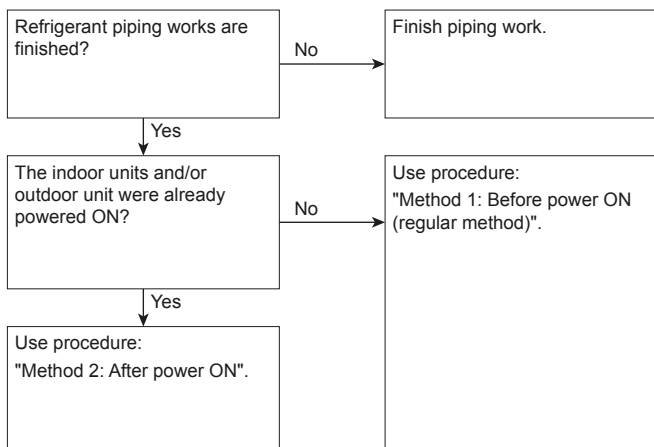 Refrigerant piping works are
finished?
No
Finish piping work.
Yes
The indoor units and/or
outdoor unit were already
powered ON?
No
Use procedure:
"Method 1: Before power ON
(regular method)".
Yes
Use procedure:
"Method 2: After power ON".